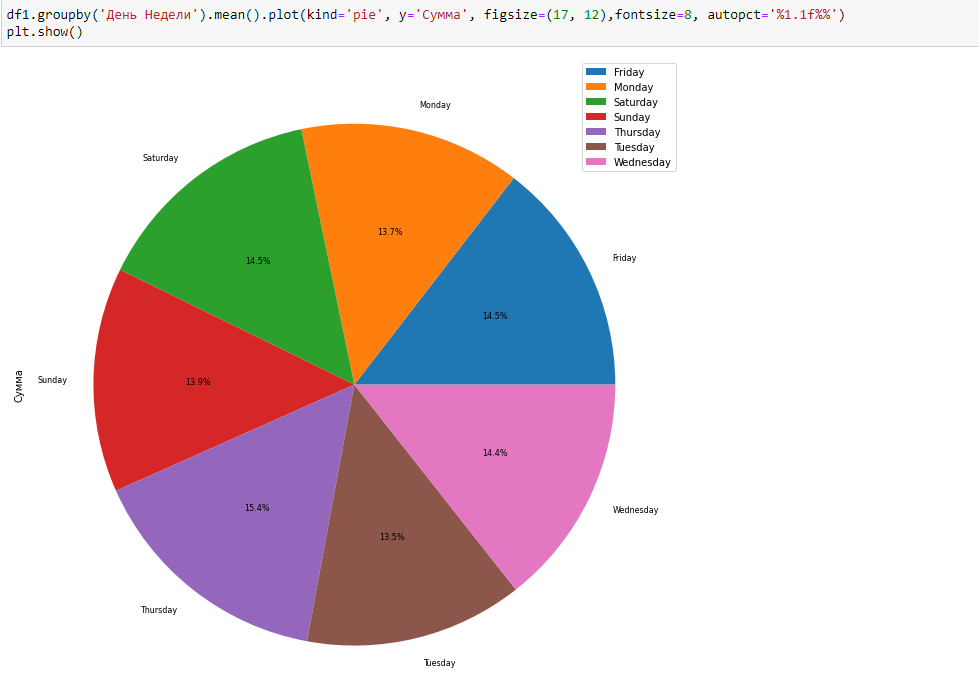 df1.groupby('День Недели').mean().plot(kind='pie', y='Сумма', figsize=(17, 12),fontsize=8, autopct='%1.1f%%')
plt.show()
Friday
Monday
Saturday
Sunday
Thursday
Tuesday
Wednesday
Monday
Saturday
13.7%
Friday
14.5%
14.5%
Sunday
13.9%
Сумма
14.4%
15.4%
Wednesday
13.5%
Thursday
Tuesday